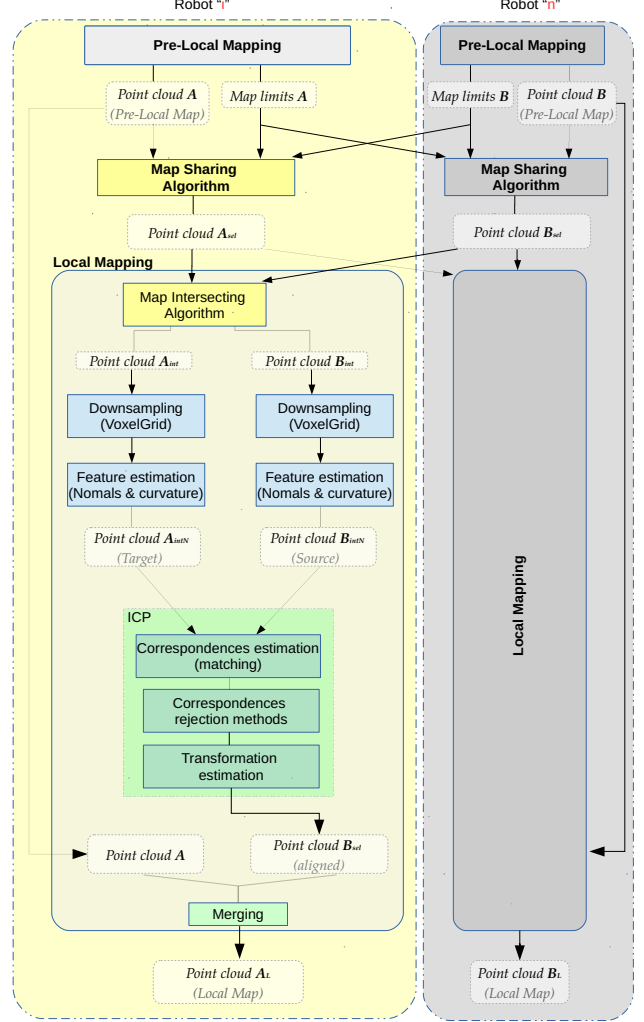 Robot “i”
Robot “n”
Pre-Local Mapping
Pre-Local Mapping
Point cloud A
(Pre-Local Map)
Map limits A
Map limits B
Point cloud B
(Pre-Local Map)
Map Sharing
Algorithm
Map Sharing
Algorithm
Point cloud Asel
Point cloud Bsel
Local Mapping
Map Intersecting
Algorithm
Point cloud Aint
Point cloud Bint
Downsampling
(VoxelGrid)
Downsampling
(VoxelGrid)
Feature estimation
(Nomals & curvature)
Feature estimation
(Nomals & curvature)
Point cloud AintN
(Target)
Point cloud BintN
(Source)
Local Mapping
ICP
Correspondences estimation
(matching)
Correspondences
rejection methods
Transformation
estimation
Point cloud A
Point cloud Bsel
(aligned)
Merging
Point cloud AL
(Local Map)
Point cloud BL
(Local Map)